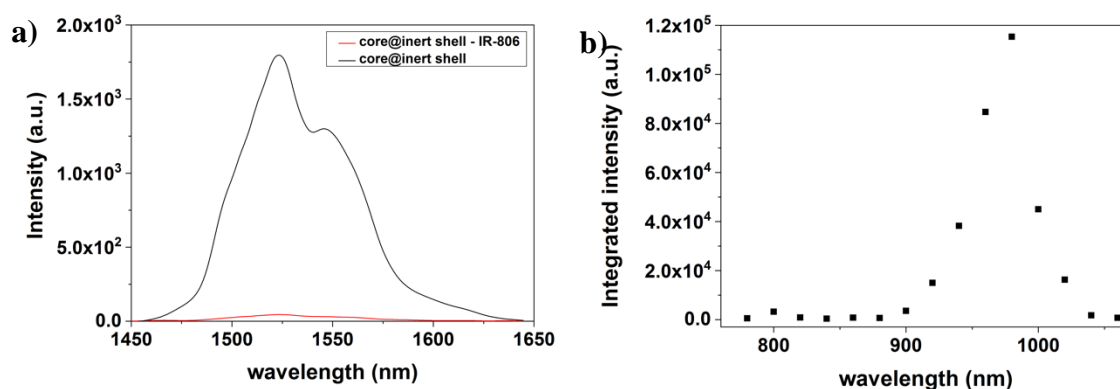 a)
2.0x10³
1.5x10³
1.0x10³
5.0x10²
0.0
Intensity (a.u.)
core@inert shell - IR-806
core@inert shell
1450 1500 1550 1600 1650
wavelength (nm)
b)
1.2x10⁵
1.0x10⁵
8.0x10⁴
6.0x10⁴
4.0x10⁴
2.0x10⁴
0.0
Integrated intensity (a.u.)
800 900 1000
wavelength (nm)